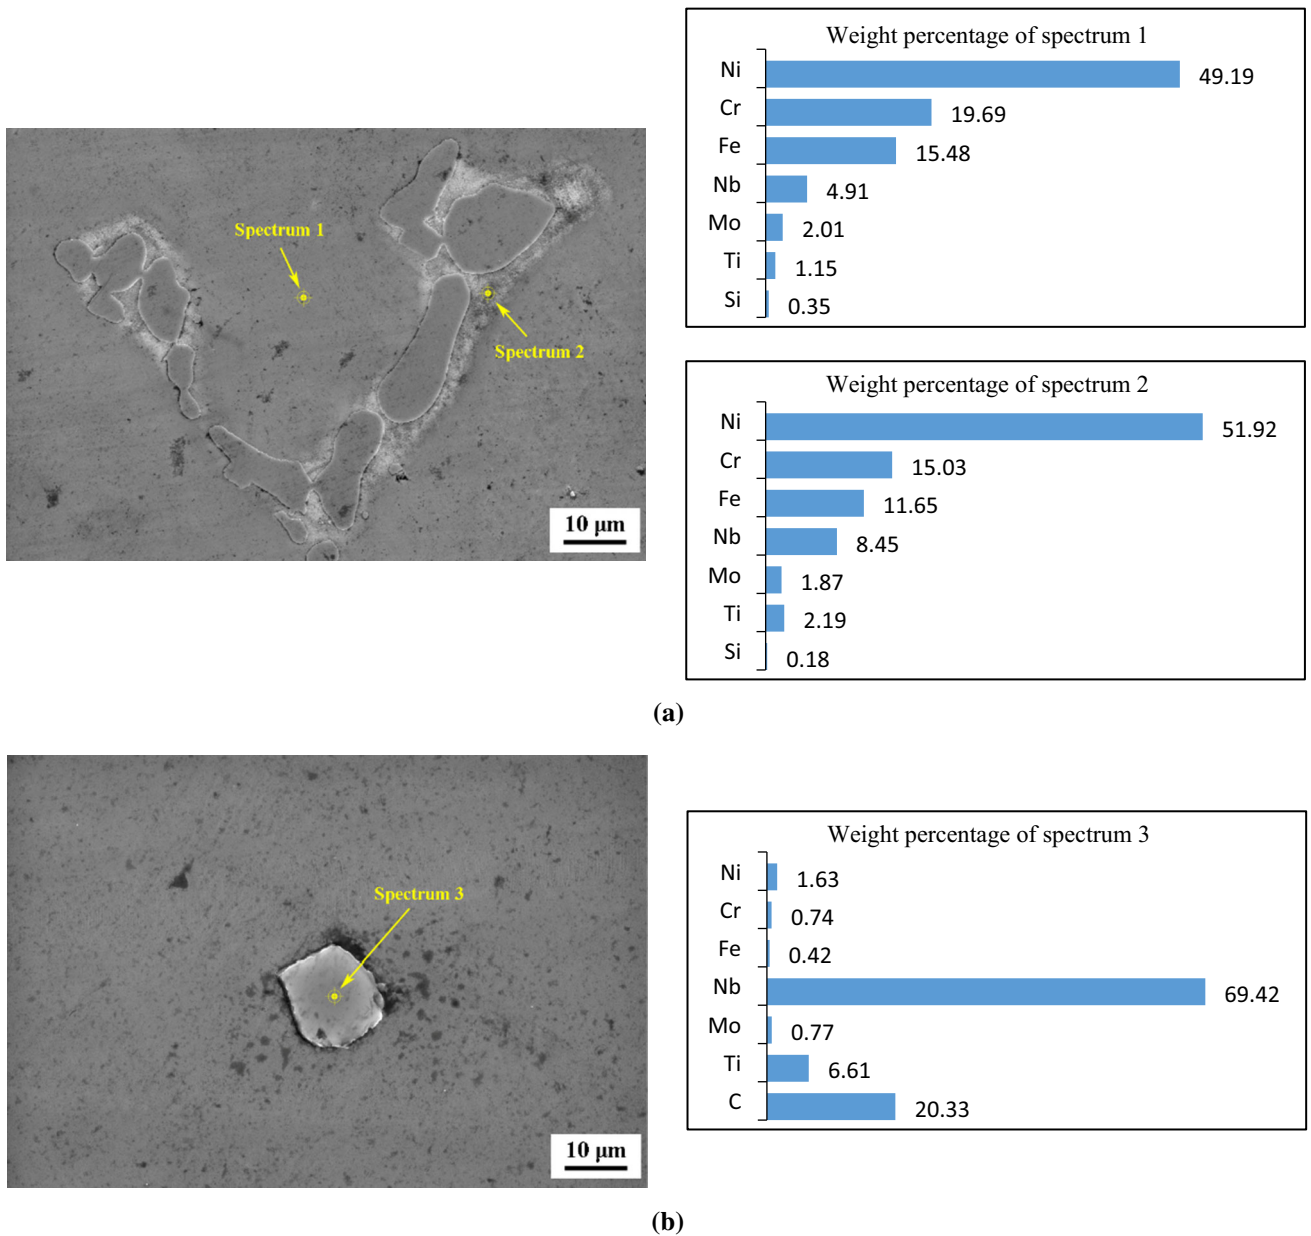 Weight percentage of spectrum 1
Ni 49.19
Cr 19.69
Fe 15.48
Nb 4.91
Mo 2.01
Ti 1.15
Si 0.35
Spectrum 1
Spectrum 2
10 μm
Weight percentage of spectrum 2
Ni 51.92
Cr 15.03
Fe 11.65
Nb 8.45
Mo 1.87
Ti 2.19
Si 0.18
(a)
Spectrum 3
10 μm
Weight percentage of spectrum 3
Ni 1.63
Cr 0.74
Fe 0.42
Nb 69.42
Mo 0.77
Ti 6.61
C 20.33
(b)